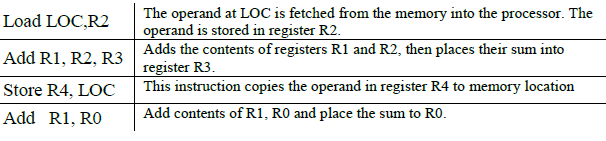 Load LOC,R2
The operand at LOC is fetched from the memory into the processor. The
operand is stored in register R2.
Add R1, R2, R3
Adds the contents of registers R1 and R2, then places their sum into
register R3.
Store R4, LOC
This instruction copies the operand in register R4 to memory location
Add R1, R0
Add contents of R1, R0 and place the sum to R0.